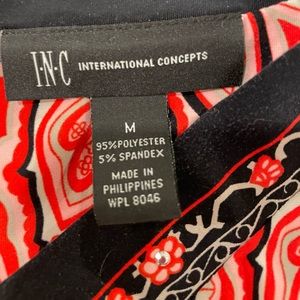 I·N·C INTERNATIONAL CONCEPTS
M
95% POLYESTER
5% SPANDEX
MADE IN
PHILIPPINES
WPL 8046